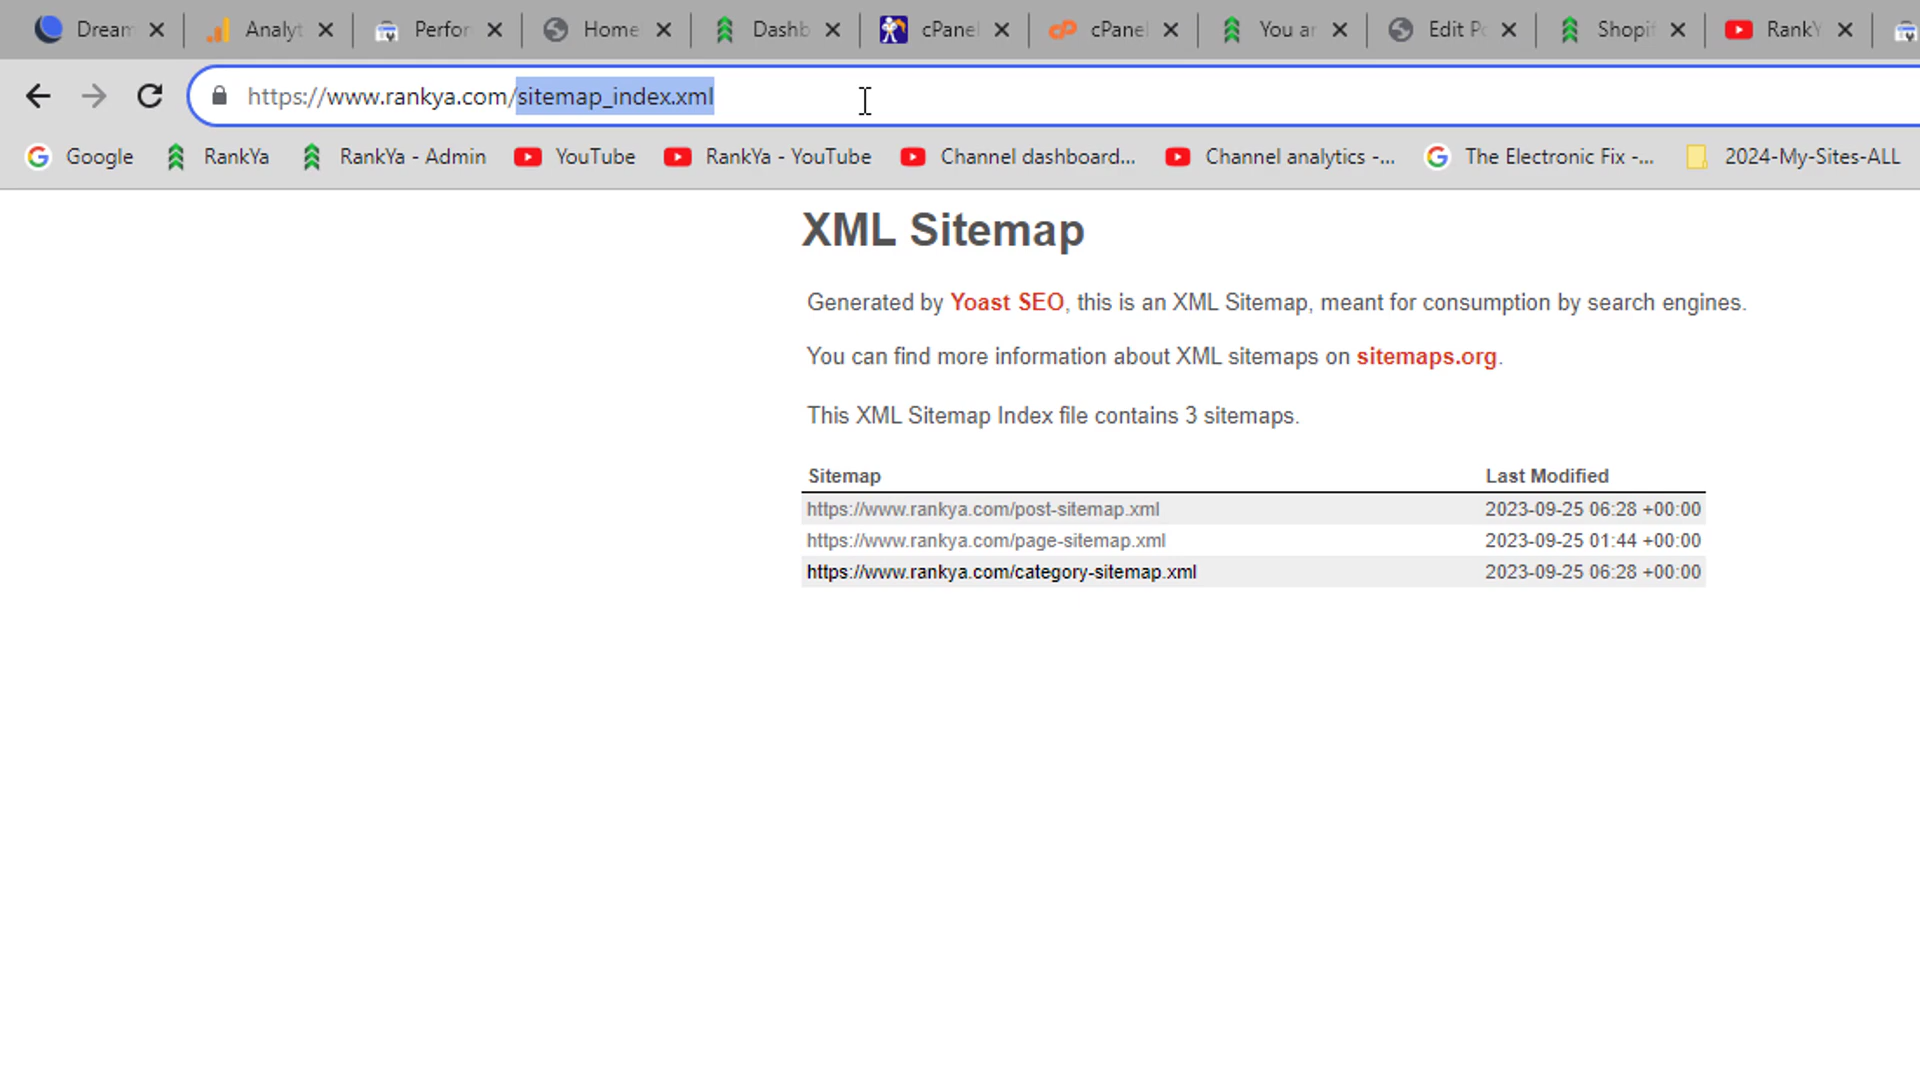 Dream Analyt Perfor Home Dashb cPanel cPanel You ar Edit Po Shopif RankY
https://www.rankya.com/sitemap_index.xml
Google RankYa RankYa - Admin YouTube RankYa - YouTube Channel dashboard... Channel analytics -... The Electronic Fix -... 2024-My-Sites-ALL
XML Sitemap
Generated by Yoast SEO, this is an XML Sitemap, meant for consumption by search engines.
You can find more information about XML sitemaps on sitemaps.org.
This XML Sitemap Index file contains 3 sitemaps.
Sitemap Last Modified
https://www.rankya.com/post-sitemap.xml 2023-09-25 06:28 +00:00
https://www.rankya.com/page-sitemap.xml 2023-09-25 01:44 +00:00
https://www.rankya.com/category-sitemap.xml 2023-09-25 06:28 +00:00